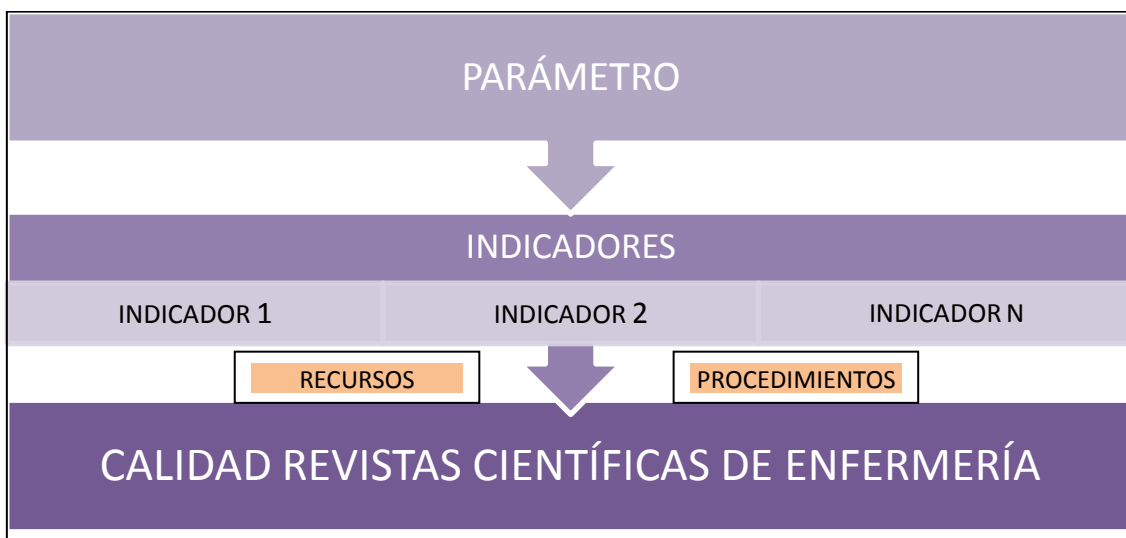 PARÁMETRO
INDICADORES
INDICADOR 1
INDICADOR 2
INDICADOR N
RECURSOS
PROCEDIMIENTOS
CALIDAD REVISTAS CIENTÍFICAS DE ENFERMERÍA